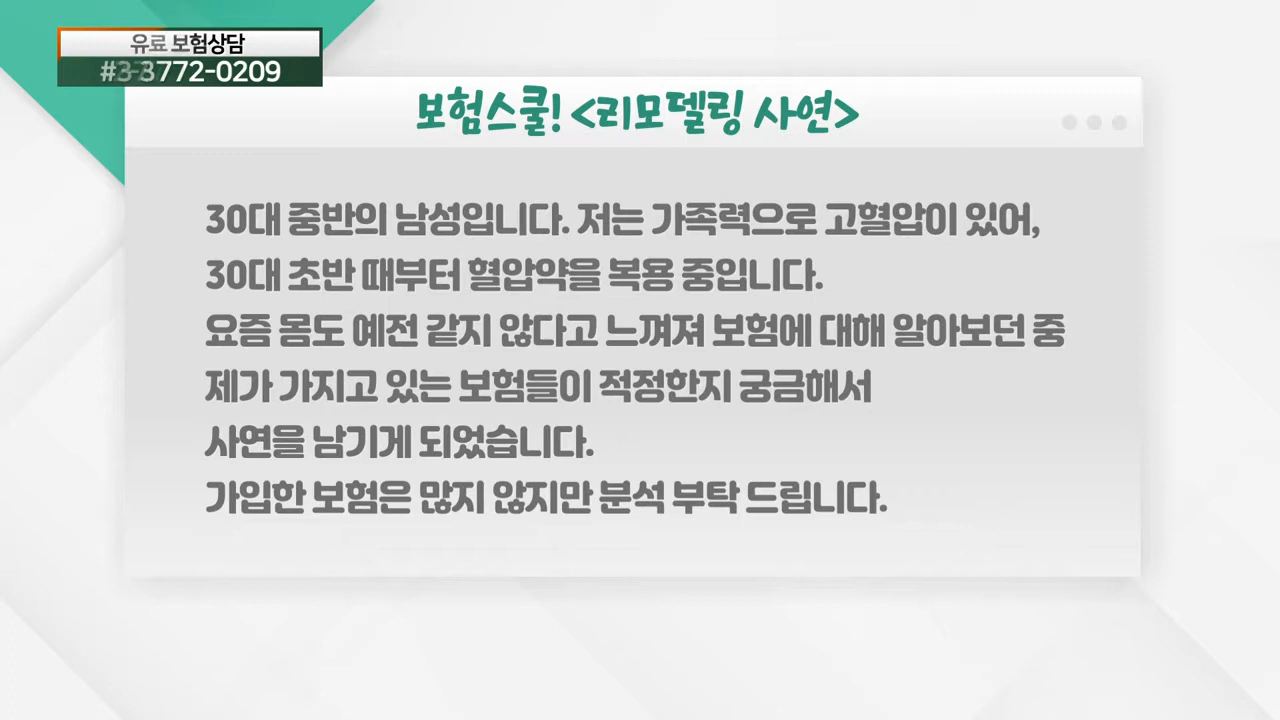 유료 보험상담
3772-0209
보험스쿨! <리모델링 사연>
30대 중반의 남성입니다. 저는 가족력으로 고혈압이 있어,
30대 초반 때부터 혈압약을 복용 중입니다.
요즘 몸도 예전 같지 않다고 느껴져 보험에 대해 알아보던 중
제가 가지고 있는 보험들이 적정한지 궁금해서
사연을 남기게 되었습니다.
가입한 보험은 많지 않지만 분석 부탁 드립니다.